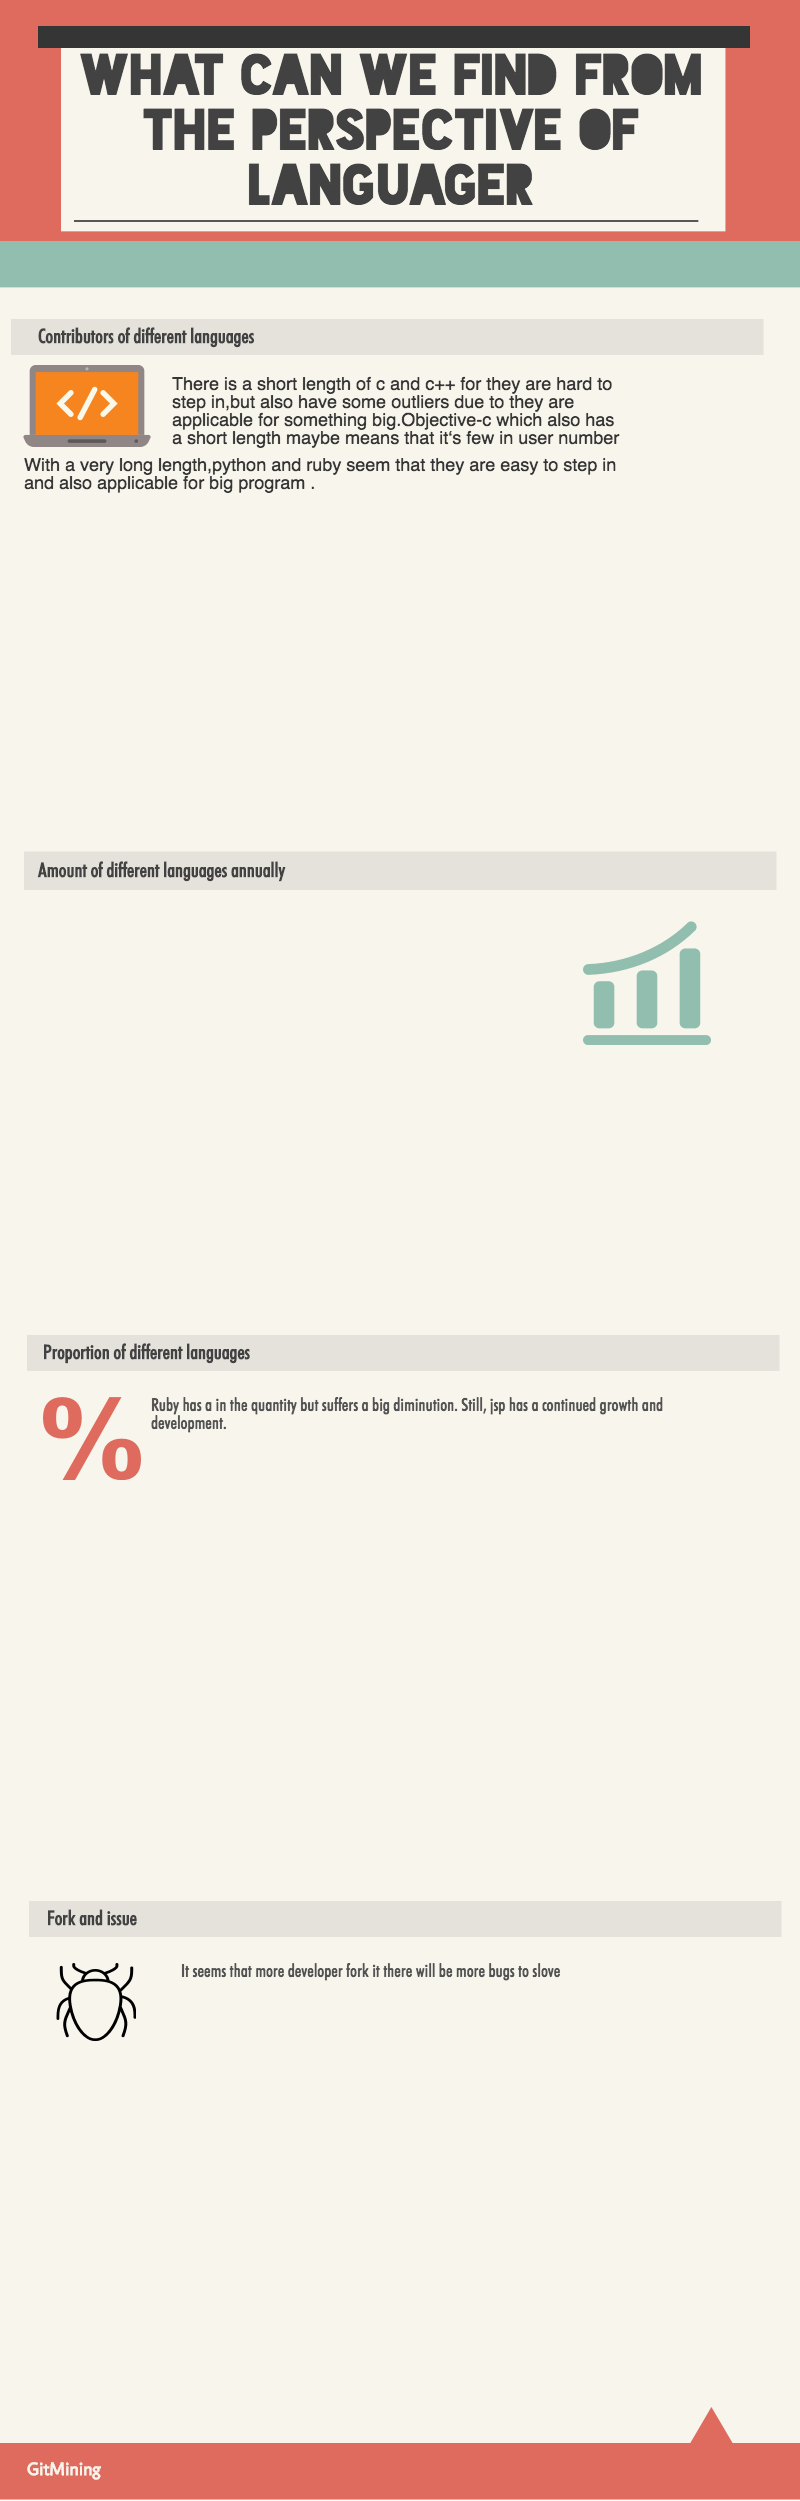 WHAT CAN WE FIND FROM
THE PERSPECTIVE OF
LANGUAGER
Contributors of different languages
</>
There is a short length of c and c++ for they are hard to
step in,but also have some outliers due to they are
applicable for something big.Objective-c which also has
a short length maybe means that it's few in user number
With a very long length,python and ruby seem that they are easy to step in
and also applicable for big program .
Amount of different languages annually
Proportion of different languages
%
Ruby has a in the quantity but suffers a big diminution. Still, jsp has a continued growth and
development.
Fork and issue
It seems that more developer fork it there will be more bugs to slove
GitMining